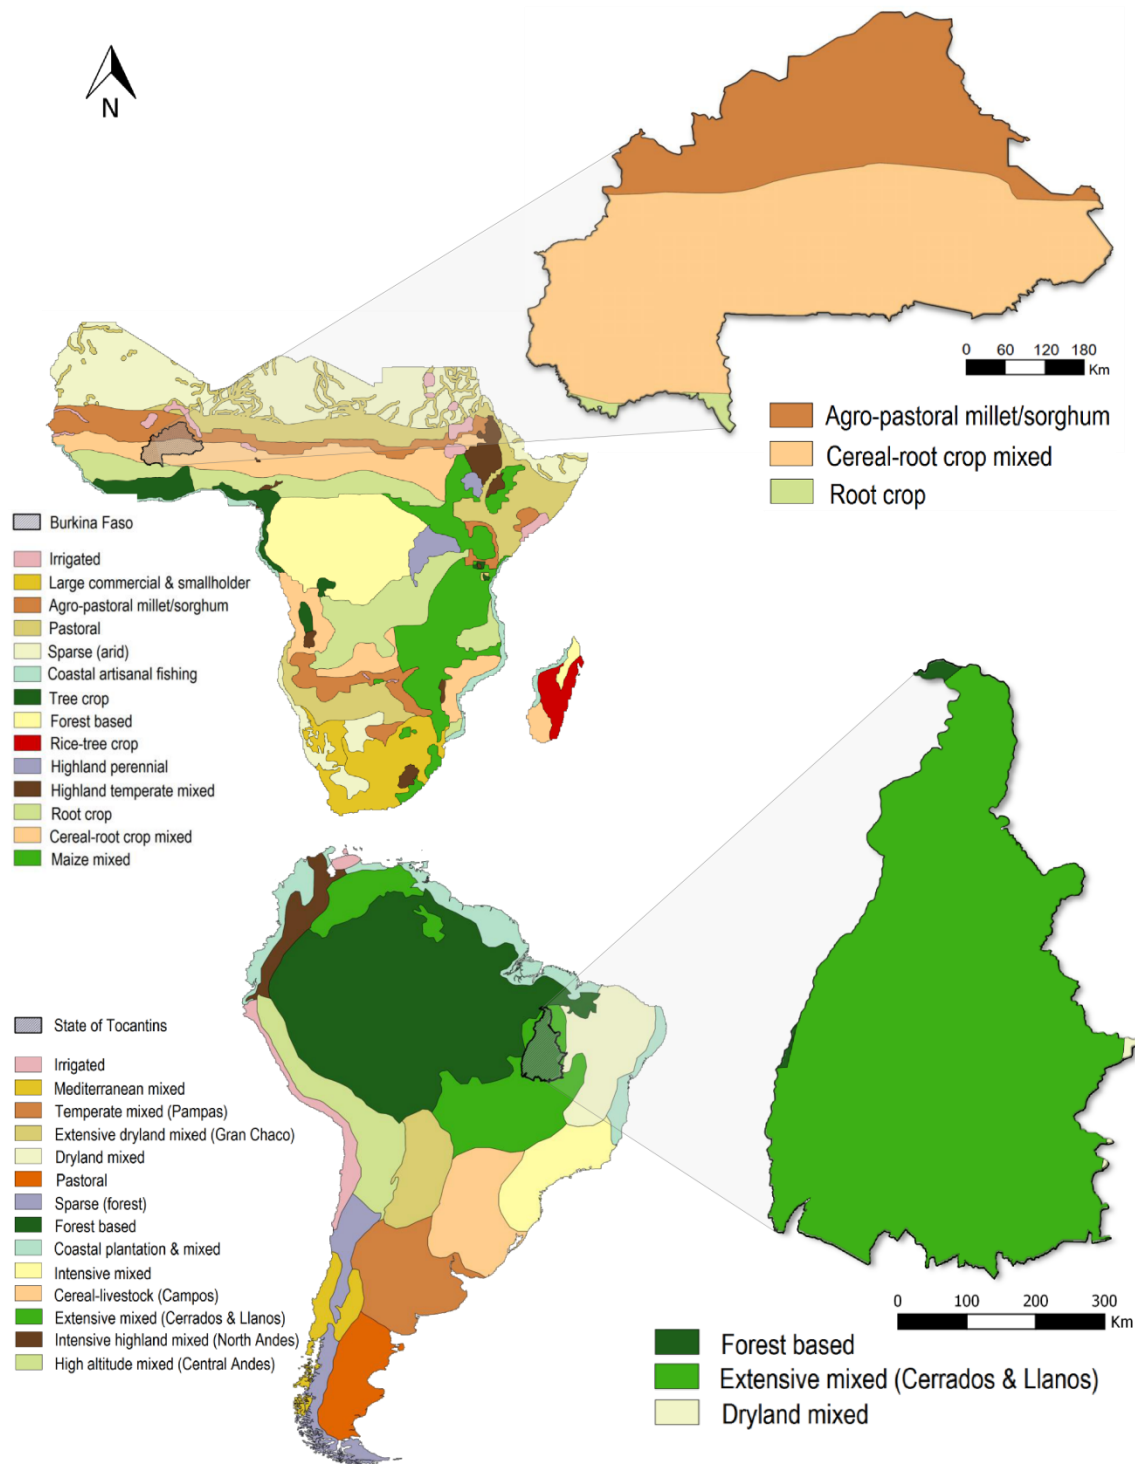 N
0 60 120 180
Km
Agro-pastoral millet/sorghum
Cereal-root crop mixed
Root crop
Burkina Faso
Irrigated
Large commercial & smallholder
Agro-pastoral millet/sorghum
Pastoral
Sparse (arid)
Coastal artisanal fishing
Tree crop
Forest based
Rice-tree crop
Highland perennial
Highland temperate mixed
Root crop
Cereal-root crop mixed
Maize mixed
State of Tocantins
Irrigated
Mediterranean mixed
Temperate mixed (Pampas)
Extensive dryland mixed (Gran Chaco)
Dryland mixed
Pastoral
Sparse (forest)
Forest based
Coastal plantation & mixed
Intensive mixed
Cereal-livestock (Campos)
Extensive mixed (Cerrados & Llanos)
Intensive highland mixed (North Andes)
High altitude mixed (Central Andes)
0 100 200 300
Km
Forest based
Extensive mixed (Cerrados & Llanos)
Dryland mixed